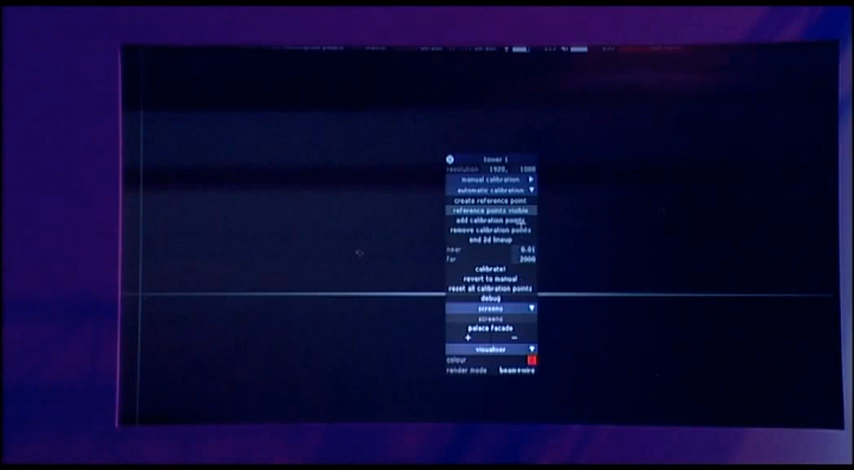 tower 1
resolution 1920, 1080
manual calibration
automatic calibration
create reference point
reference points visible
add calibration points
remove calibration points
end 2d lineup
near 0.01
far 2000
calibrate!
revert to manual
reset all calibration points
debug
screens
screens
palace facade
+ −
visualiser
colour
render mode beam+wire